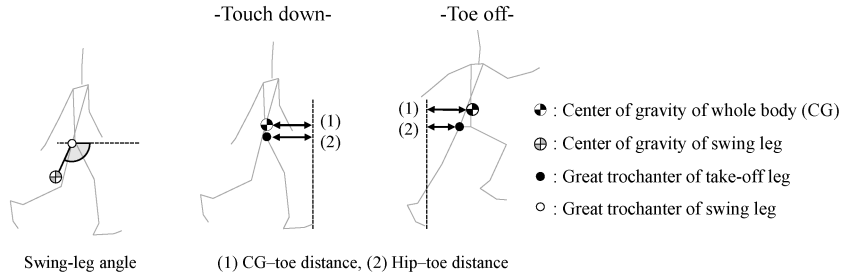 -Touch down-
-Toe off-
(1)
(2)
(1)
(2)
: Center of gravity of whole body (CG)
: Center of gravity of swing leg
: Great trochanter of take-off leg
: Great trochanter of swing leg
Swing-leg angle
(1) CG–toe distance, (2) Hip–toe distance